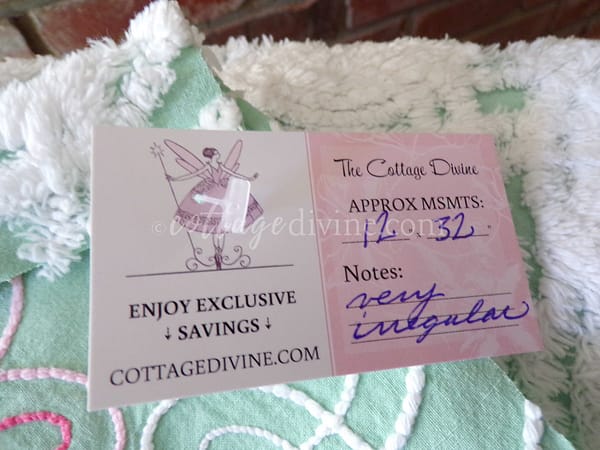 ENJOY EXCLUSIVE
↓ SAVINGS ↓
COTTAGEDIVINE.COM
The Cottage Divine
APPROX MSMTS:
12 x 32 "
Notes:
very
irregular
© cottagedivine.com